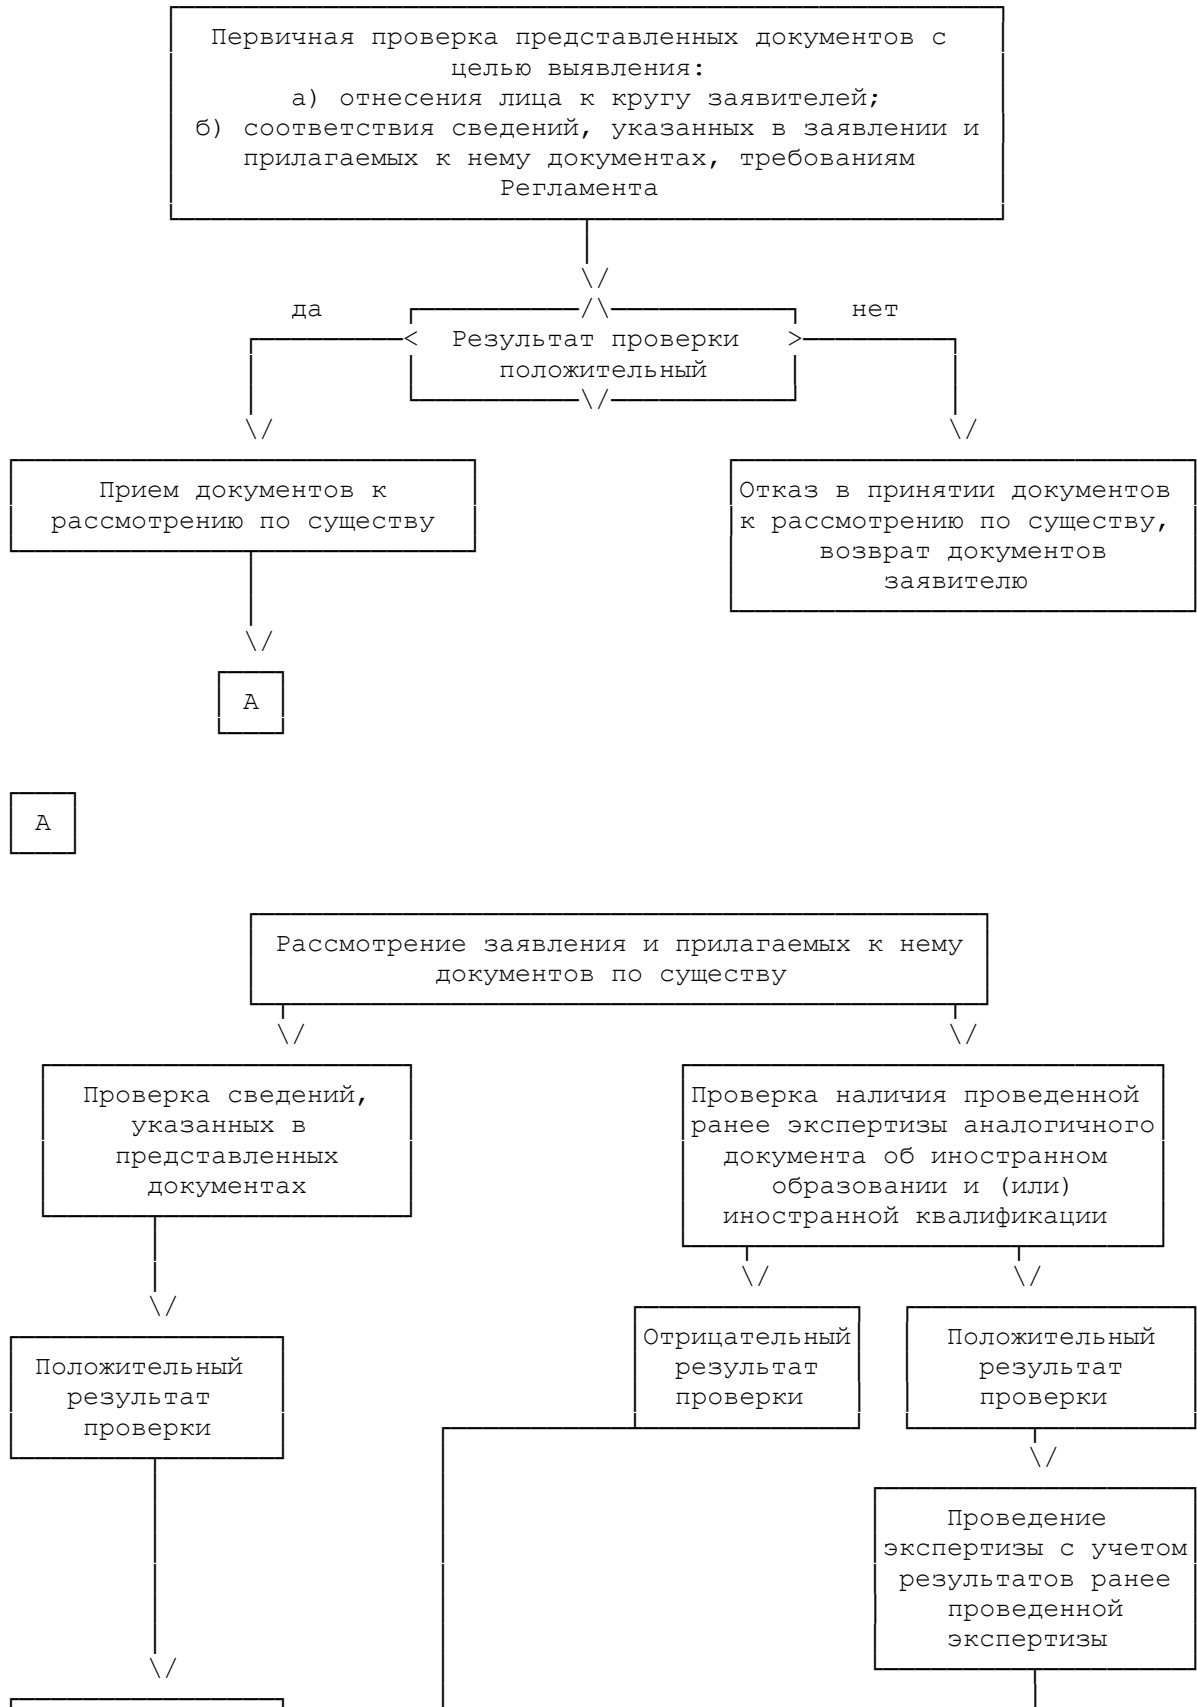 Первичная проверка представленных документов с
целью выявления:
а) отнесения лица к кругу заявителей;
б) соответствия сведений, указанных в заявлении и
прилагаемых к нему документах, требованиям
Регламента
да
нет
Результат проверки
положительный
Прием документов к
рассмотрению по существу
Отказ в принятии документов
к рассмотрению по существу,
возврат документов
заявителю
А
А
Рассмотрение заявления и прилагаемых к нему
документов по существу
Проверка сведений,
указанных в
представленных
документах
Проверка наличия проведенной
ранее экспертизы аналогичного
документа об иностранном
образовании и (или)
иностранной квалификации
Положительный
результат
проверки
Отрицательный
результат
проверки
Положительный
результат
проверки
Проведение
экспертизы с учетом
результатов ранее
проведенной
экспертизы